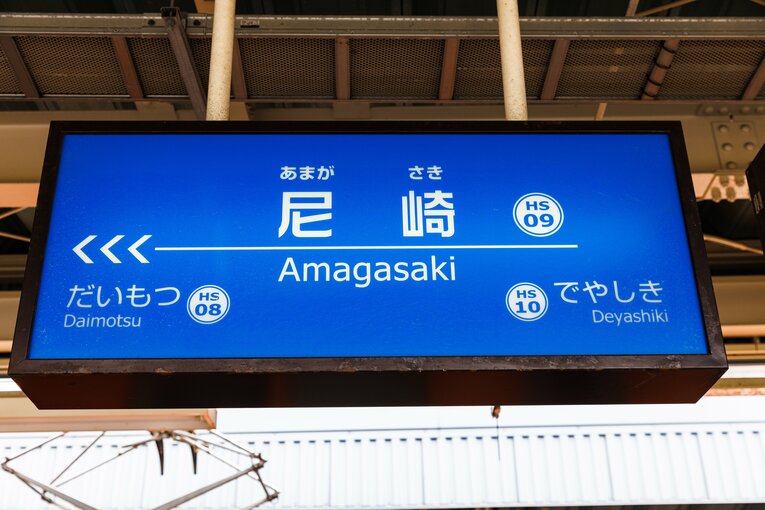 あまが さき
尼 崎 HS 09
Amagasaki
だいもつ HS 08
Daimotsu
HS 10 でやしき
Deyashiki